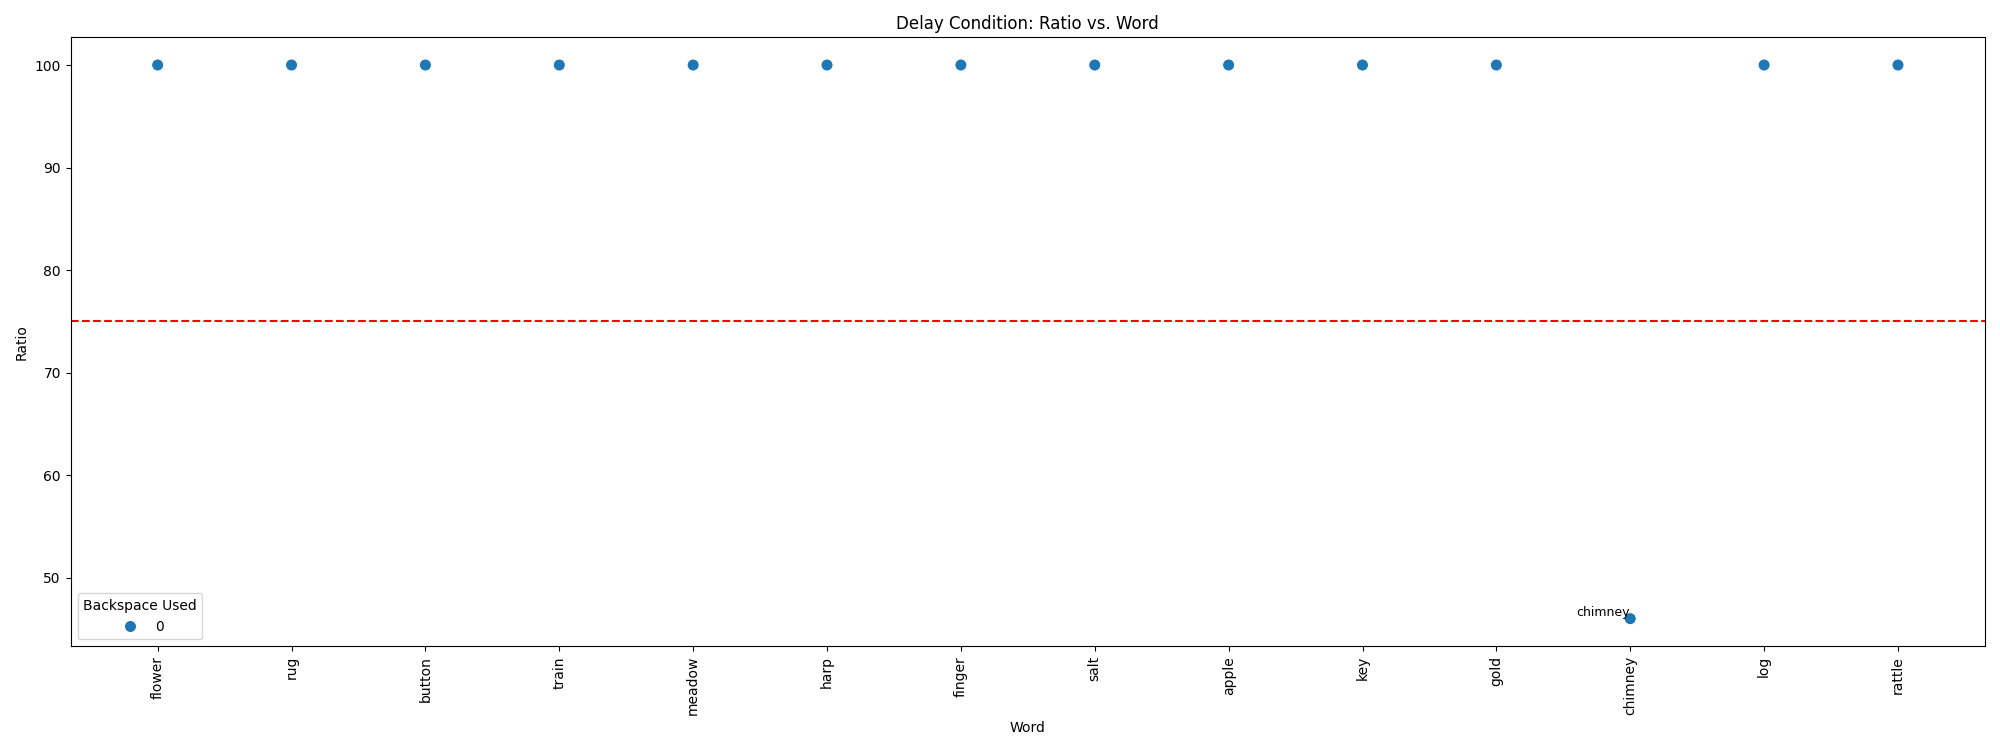 Delay Condition: Ratio vs. Word
100
90
80
70
60
50
Ratio
chimney
Backspace Used
0
flower
rug
button
train
meadow
harp
finger
salt
apple
key
gold
chimney
log
rattle
Word